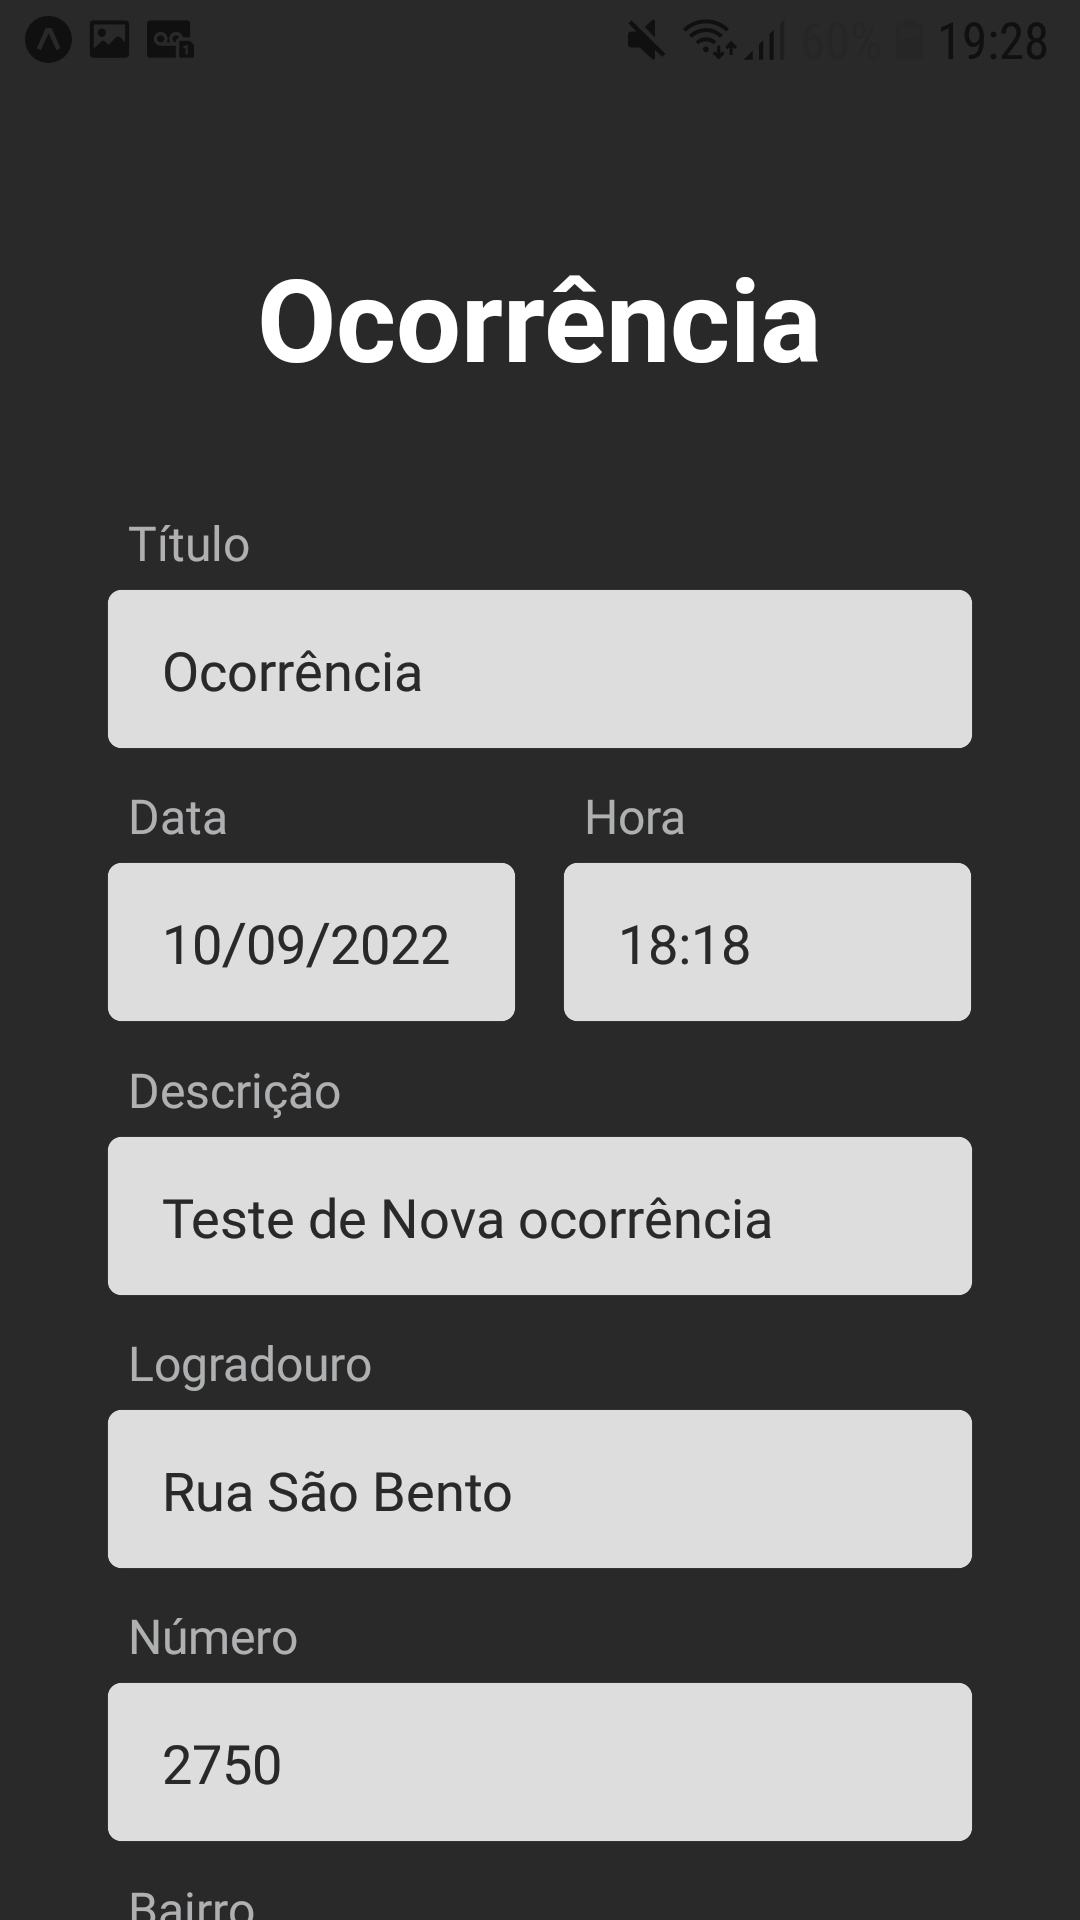 60% 19:28
Ocorrência
Título
Ocorrência
Data Hora
10/09/2022 18:18
Descrição
Teste de Nova ocorrência
Logradouro
Rua São Bento
Número
2750
Bairro